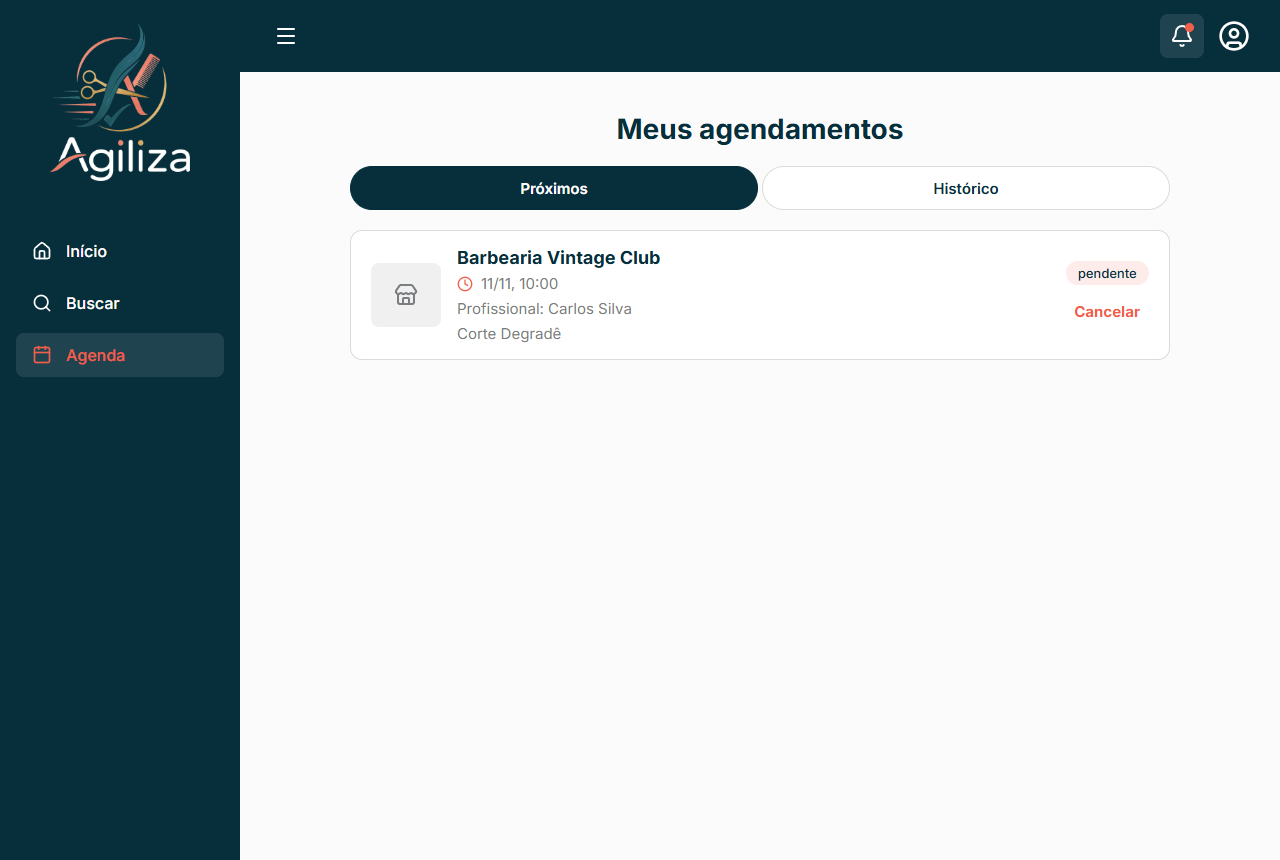 Agiliza
Início
Buscar
Agenda
Meus agendamentos
Próximos
Histórico
Barbearia Vintage Club
11/11, 10:00
Profissional: Carlos Silva
Corte Degradê
pendente
Cancelar